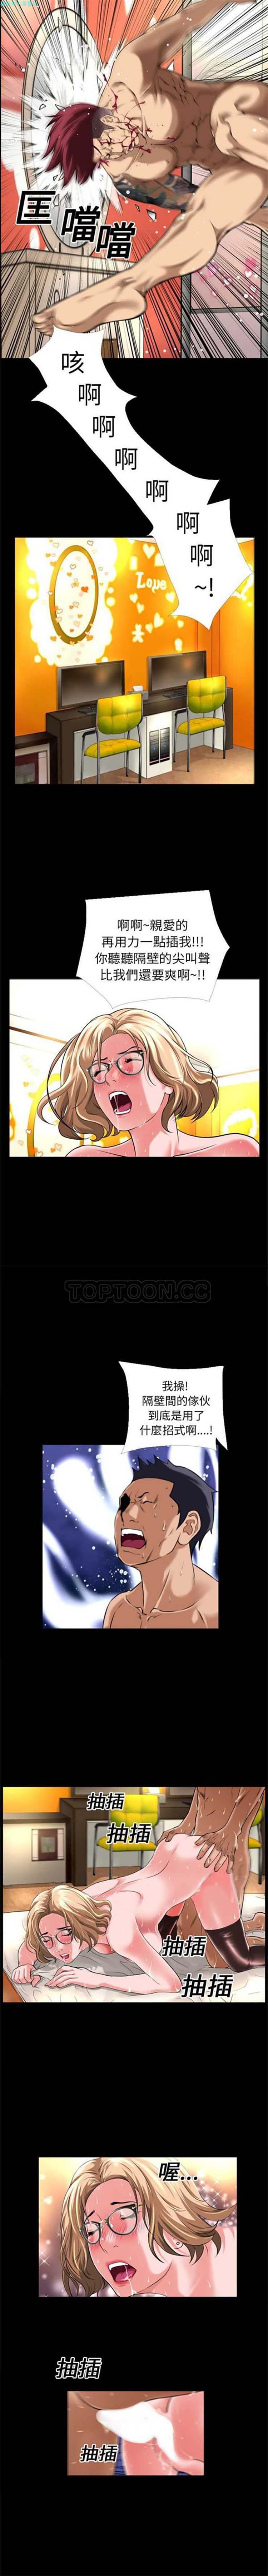 匡噹噹
咳
啊
啊
啊
啊
啊
啊
~!
Love
啊啊~親愛的
再用力一點插我!!!
你聽聽隔壁的尖叫聲
比我們還要爽啊~!!
TOPTOON.CC
我操!
隔壁間的傢伙
到底是用了
什麼招式啊....!
抽插
抽插
抽插
抽插
喔...
抽插
抽插